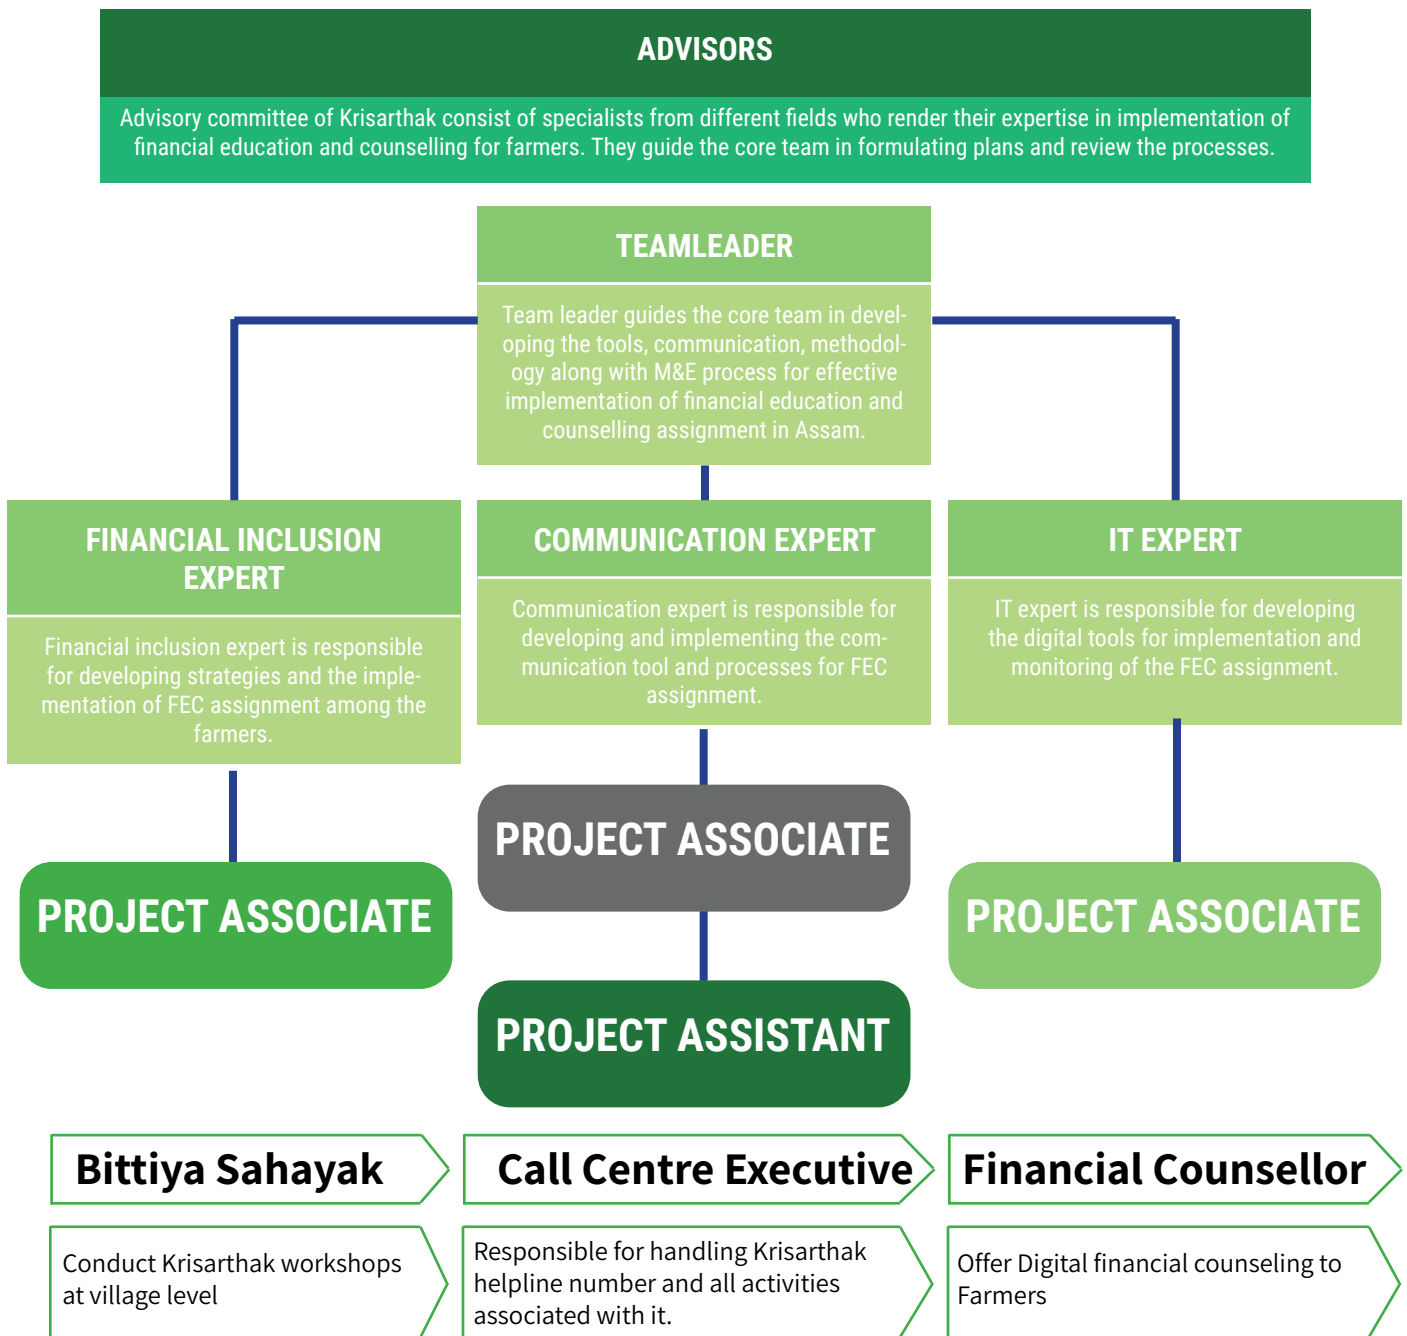 ADVISORS
Advisory committee of Krisarthak consist of specialists from different fields who render their expertise in implementation of
financial education and counselling for farmers. They guide the core team in formulating plans and review the processes.
TEAMLEADER
Team leader guides the core team in devel-
oping the tools, communication, methodol-
ogy along with M&E process for effective
implementation of financial education and
counselling assignment in Assam.
FINANCIAL INCLUSION
EXPERT
Financial inclusion expert is responsible
for developing strategies and the imple-
mentation of FEC assignment among the
farmers.
COMMUNICATION EXPERT
Communication expert is responsible for
developing and implementing the com-
munication tool and processes for FEC
assignment.
IT EXPERT
IT expert is responsible for developing
the digital tools for implementation and
monitoring of the FEC assignment.
PROJECT ASSOCIATE
PROJECT ASSOCIATE
PROJECT ASSOCIATE
PROJECT ASSISTANT
Bittiya Sahayak
Conduct Krisarthak workshops
at village level
Call Centre Executive
Responsible for handling Krisarthak
helpline number and all activities
associated with it.
Financial Counsellor
Offer Digital financial counseling to
Farmers